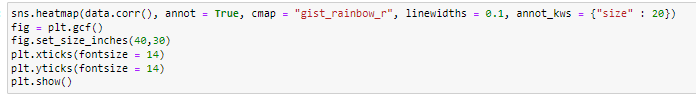 sns.heatmap(data.corr(), annot = True, cmap = "gist_rainbow_r", linewidths = 0.1, annot_kws = {"size" : 20})
fig = plt.gcf()
fig.set_size_inches(40,30)
plt.xticks(fontsize = 14)
plt.yticks(fontsize = 14)
plt.show()